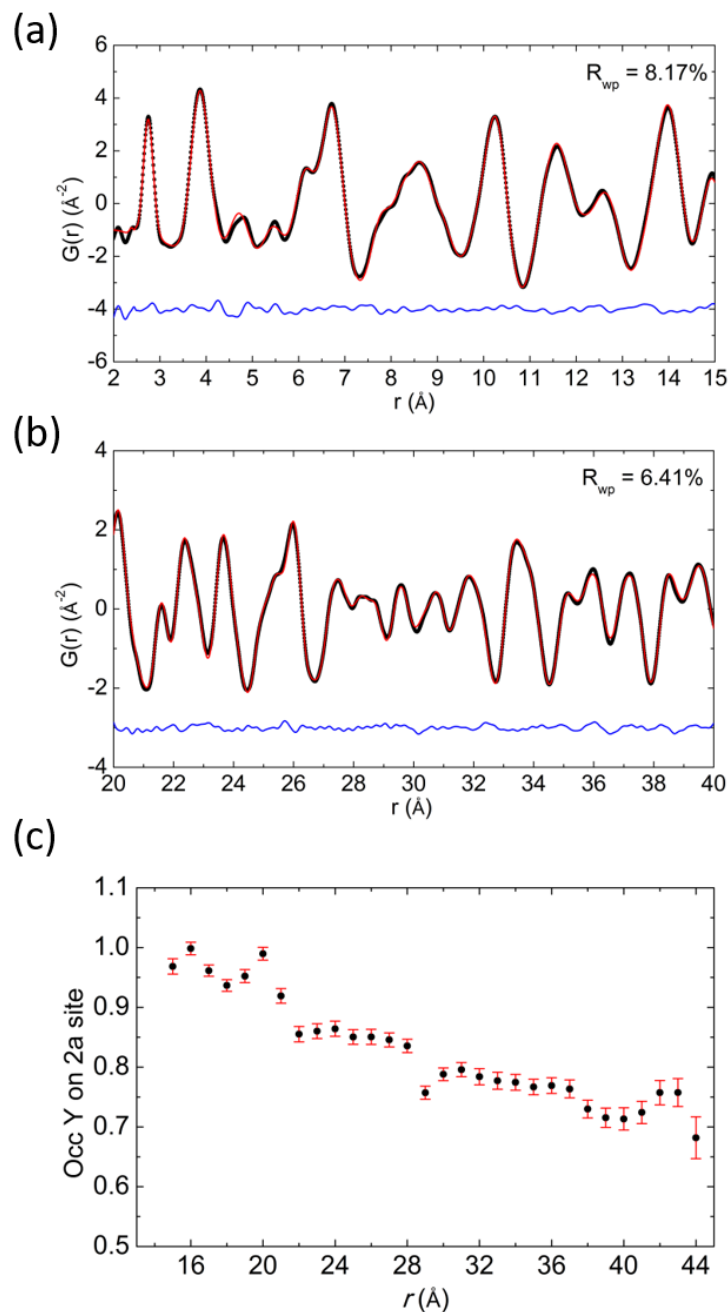 (a)
6
4
2
0
-2
-4
-6
G(r) (Å⁻²)
R_wp = 8.17%
2 3 4 5 6 7 8 9 10 11 12 13 14 15
r (Å)
(b)
4
2
0
-2
-4
G(r) (Å⁻²)
R_wp = 6.41%
20 22 24 26 28 30 32 34 36 38 40
r (Å)
(c)
1.1
1.0
0.9
0.8
0.7
0.6
0.5
Occ Y on 2a site
16 20 24 28 32 36 40 44
r (Å)